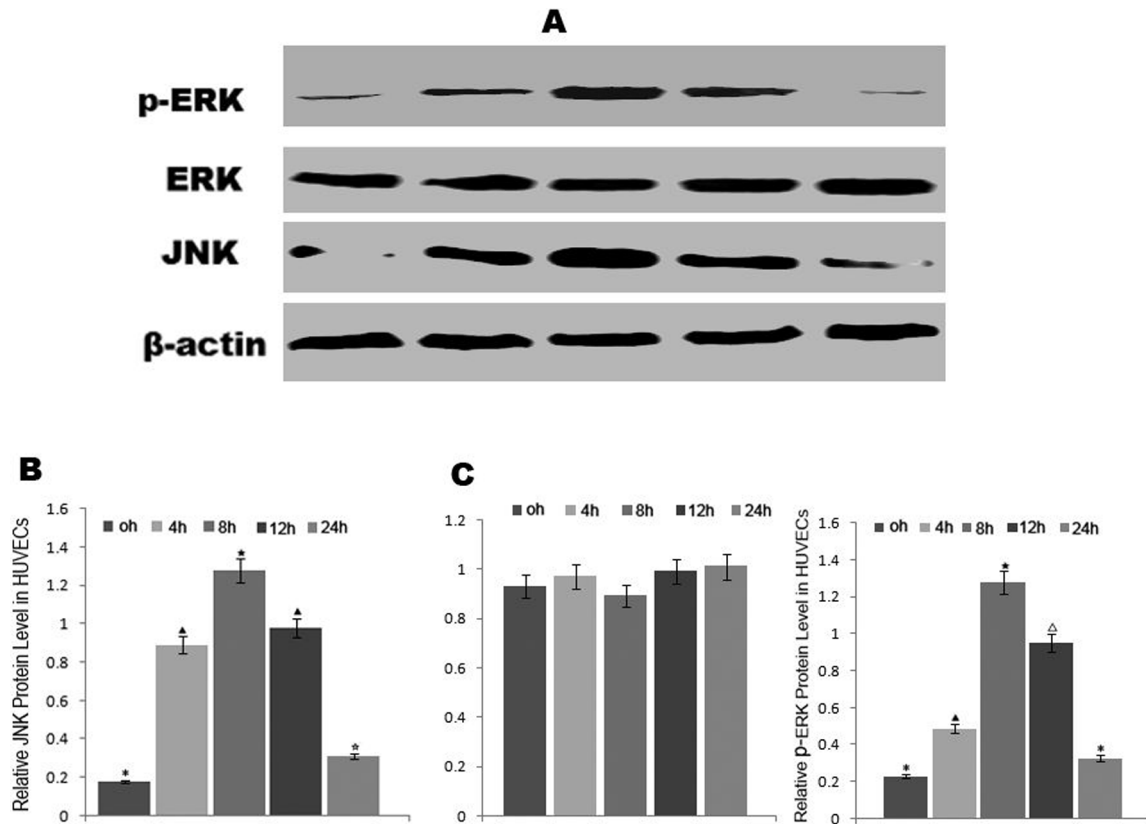 A
p-ERK
ERK
JNK
β-actin
B
Relative JNK Protein Level in HUVECs
oh 4h 8h 12h 24h
1.6
1.4
1.2
1
0.8
0.6
0.4
0.2
0
C
oh 4h 8h 12h 24h
1.2
1
0.8
0.6
0.4
0.2
0
Relative p-ERK Protein Level in HUVECs
oh 4h 8h 12h 24h
1.6
1.4
1.2
1
0.8
0.6
0.4
0.2
0